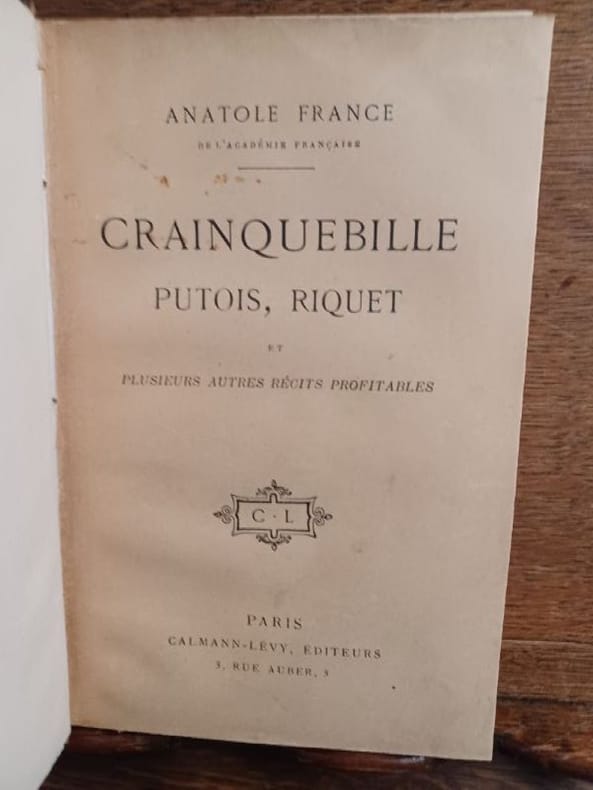 ANATOLE FRANCE
DE L'ACADÉMIE FRANÇAISE
CRAINQUEBILLE
PUTOIS, RIQUET
ET
PLUSIEURS AUTRES RÉCITS PROFITABLES
C · L
PARIS
CALMANN-LÉVY, ÉDITEURS
3, RUE AUBER, 3